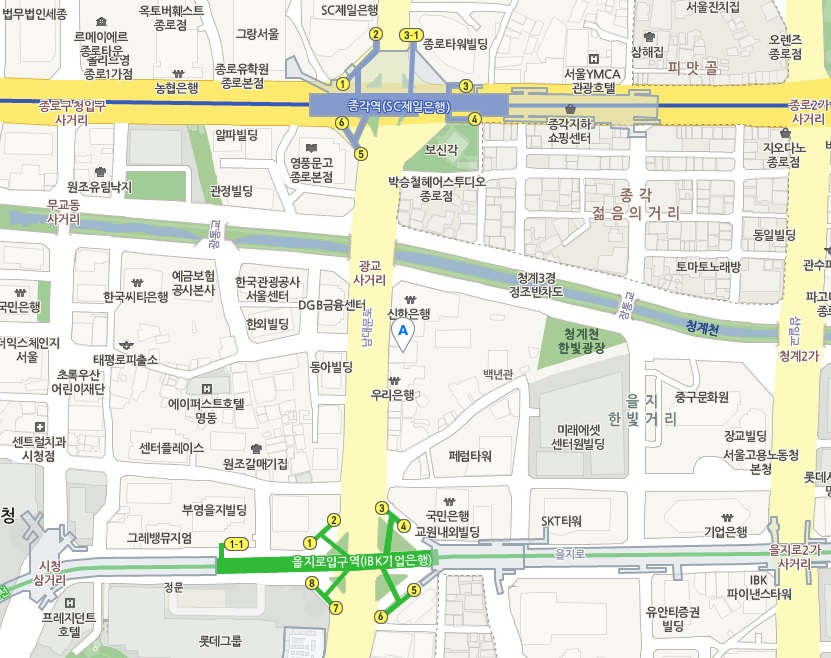 법무법인세종
옥토버훼스트
종로점
SC제일은행
서울잔치집
르메이에르
종로타운
그랑서울
2
3-1
종로타워빌딩
삼해집
오렌즈
종로점
올리브영
종로1가점
농협은행
종로유학원
종로본점
1
3
서울YMCA
관광호텔
피 맛 골
종로구청입구
사거리
종각역(SC제일은행)
종로2가
사거리
6
4
종각지하
쇼핑센터
알파빌딩
5
영풍문고
종로본점
보신각
지오다노
종로점
원조유림낙지
관정빌딩
박승철헤어스투디오
종로점
종 각
젊 음 의 거 리
무교동
사거리
광통교
동일빌딩
광교
사거리
토마토노래방
관수
예금보험
공사본사
한국관광공사
서울센터
청계3경
정조반차도
한국씨티은행
DGB금융센터
신한은행
장통교
파고
국민은행
한외빌딩
남대문로
A
청계천
한빛광장
청계천
삼일교
청계2가
더익스체인지
서울
태평로파출소
동아빌딩
백년관
초록우산
어린이재단
우리은행
에이퍼스트호텔
명동
을 지
한 빛 거 리
중구문화원
센트럴치과
시청점
미래에셋
센터원빌딩
장교빌딩
센터플레이스
원조갈매기집
페럼타워
서울고용노동청
본청
롯데시
부영을지빌딩
2
3
4
국민은행
교원내외빌딩
SKT타워
기업은행
청
그레뱅뮤지엄
1-1
1
을지로입구역(IBK기업은행)
을지로
을지로2가
사거리
시청
삼거리
정문
8
7
5
6
IBK
파이낸스타워
프레지던트
호텔
롯데그룹
유안타증권
빌딩